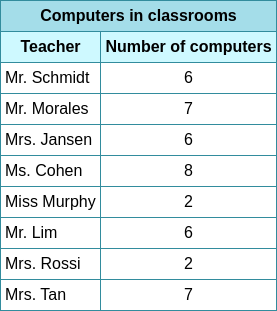 Computers in classrooms
Teacher Number of computers
Mr. Schmidt 6
Mr. Morales 7
Mrs. Jansen 6
Ms. Cohen 8
Miss Murphy 2
Mr. Lim 6
Mrs. Rossi 2
Mrs. Tan 7